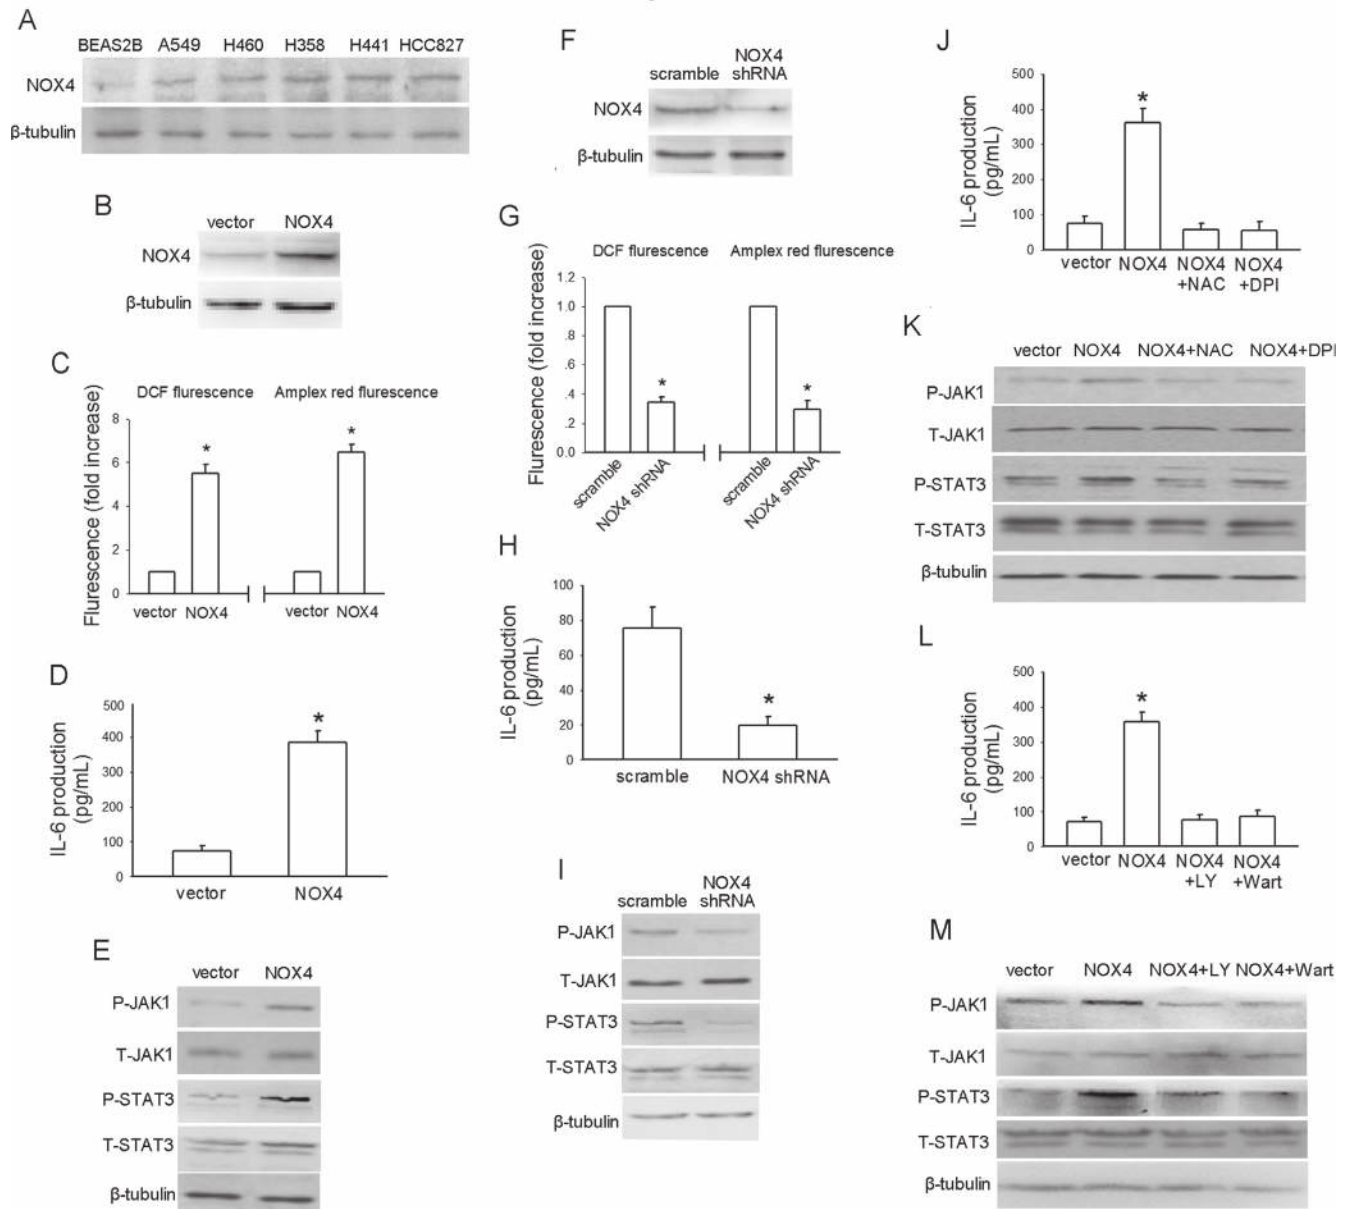 A
BEAS2B A549 H460 H358 H441 HCC827
NOX4
β-tubulin
B
vector NOX4
NOX4
β-tubulin
C
DCF flurescence Amplex red flurescence
Flurescence (fold increase)
8
6
4
2
0
vector NOX4 vector NOX4
D
IL-6 production
(pg/mL)
500
400
300
200
100
0
*
*
*
vector NOX4
E
vector NOX4
P-JAK1
T-JAK1
P-STAT3
T-STAT3
β-tubulin
F
scramble NOX4
shRNA
NOX4
β-tubulin
G
DCF flurescence Amplex red flurescence
Flurescence (fold increase)
1.2
1.0
.8
.6
.4
.2
0.0
*
*
scramble
NOX4 shRNA
scramble
NOX4 shRNA
H
IL-6 production
(pg/mL)
100
80
60
40
20
0
*
scramble NOX4 shRNA
I
scramble NOX4
shRNA
P-JAK1
T-JAK1
P-STAT3
T-STAT3
β-tubulin
J
IL-6 production
(pg/mL)
500
400
300
200
100
0
*
vector NOX4 NOX4 NOX4
+NAC +DPI
K
vector NOX4 NOX4+NAC NOX4+DPI
P-JAK1
T-JAK1
P-STAT3
T-STAT3
β-tubulin
L
IL-6 production
(pg/mL)
500
400
300
200
100
0
*
vector NOX4 NOX4 NOX4
+LY +Wart
M
vector NOX4 NOX4+LY NOX4+Wart
P-JAK1
T-JAK1
P-STAT3
T-STAT3
β-tubulin